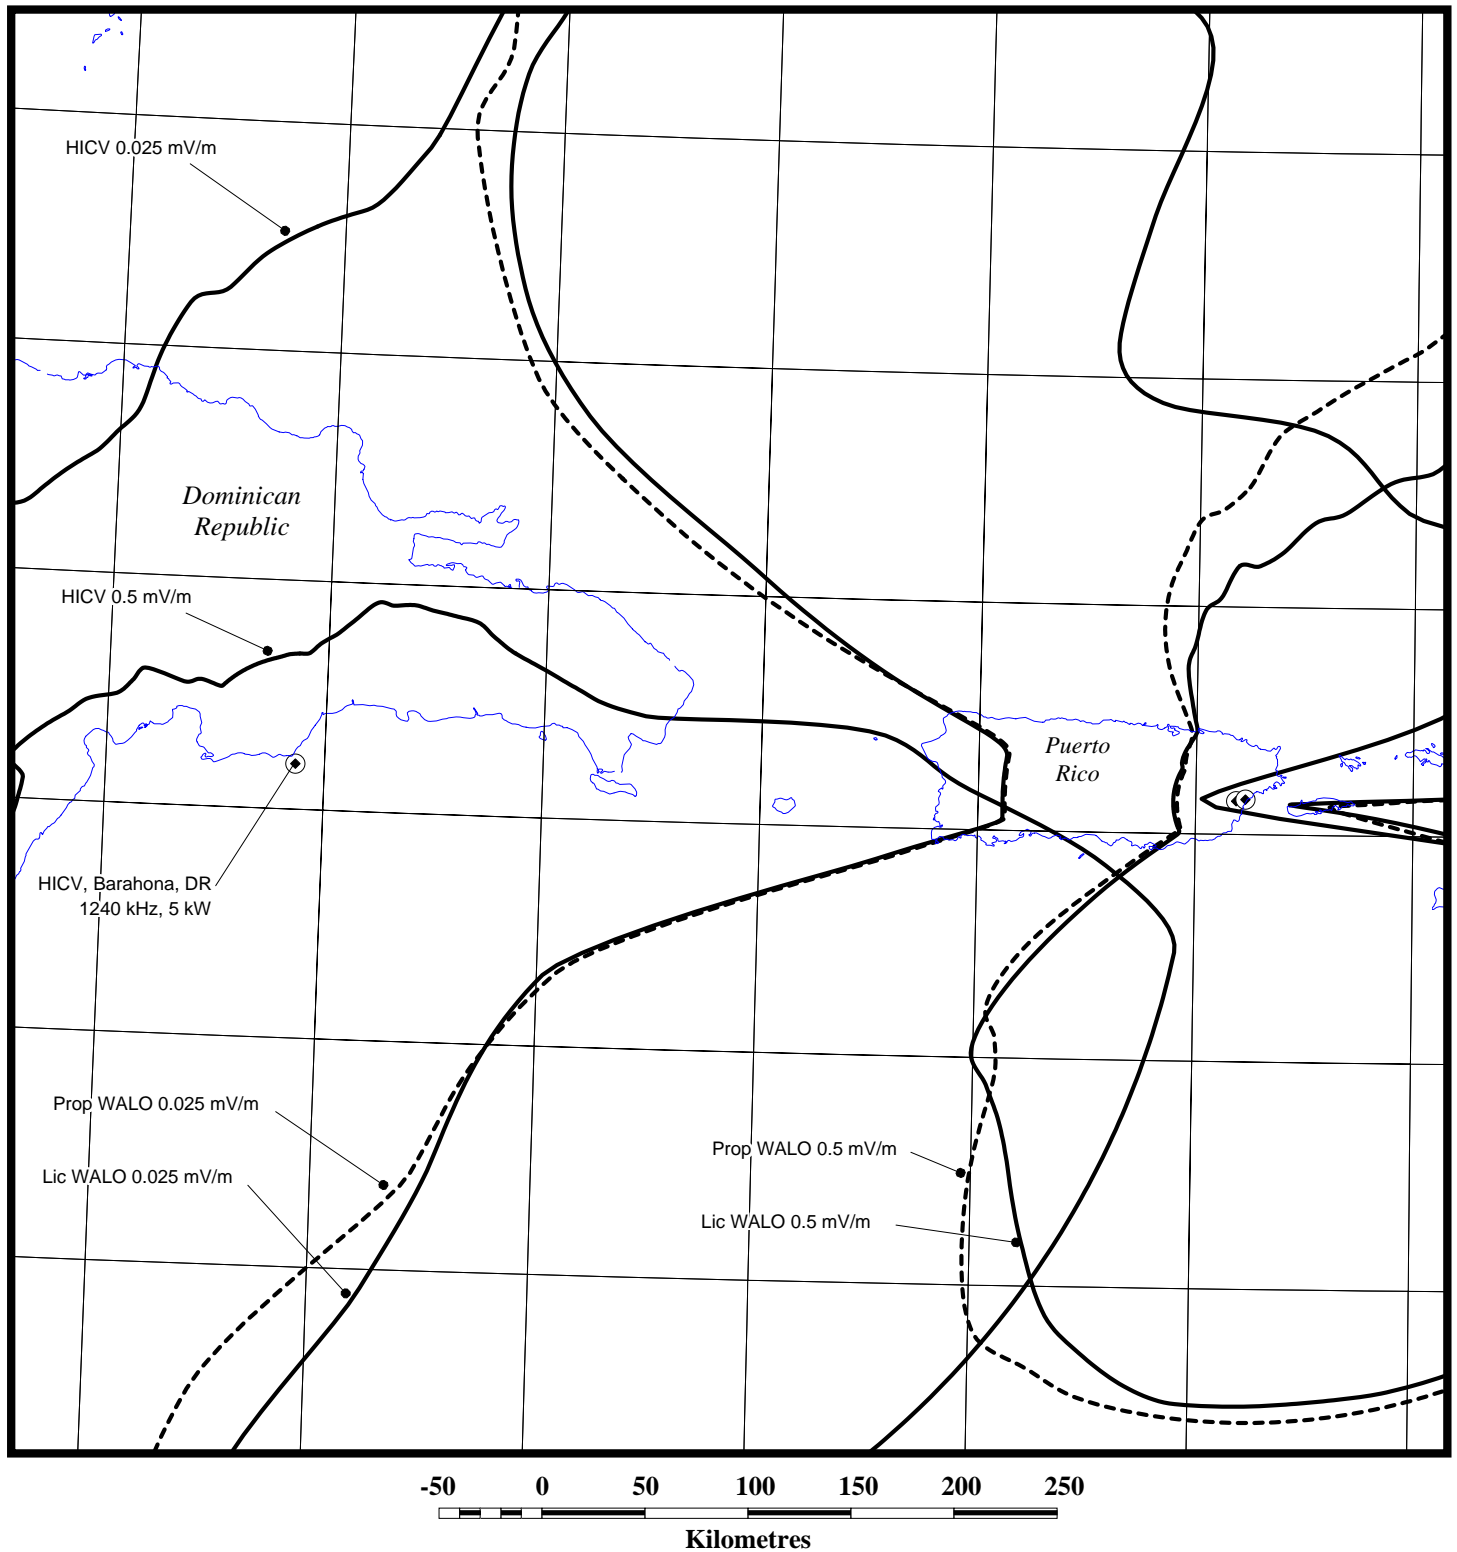 HICV 0.025 mV/m
Dominican
Republic
HICV 0.5 mV/m
Puerto
Rico
HICV, Barahona, DR
1240 kHz, 5 kW
Prop WALO 0.025 mV/m
Lic WALO 0.025 mV/m
Prop WALO 0.5 mV/m
Lic WALO 0.5 mV/m
-50 0 50 100 150 200 250
Kilometres